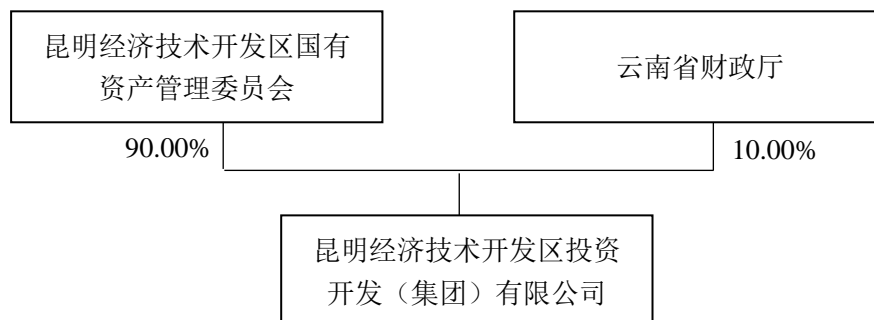 昆明经济技术开发区国有
资产管理委员会
云南省财政厅
90.00%
10.00%
昆明经济技术开发区投资
开发（集团）有限公司